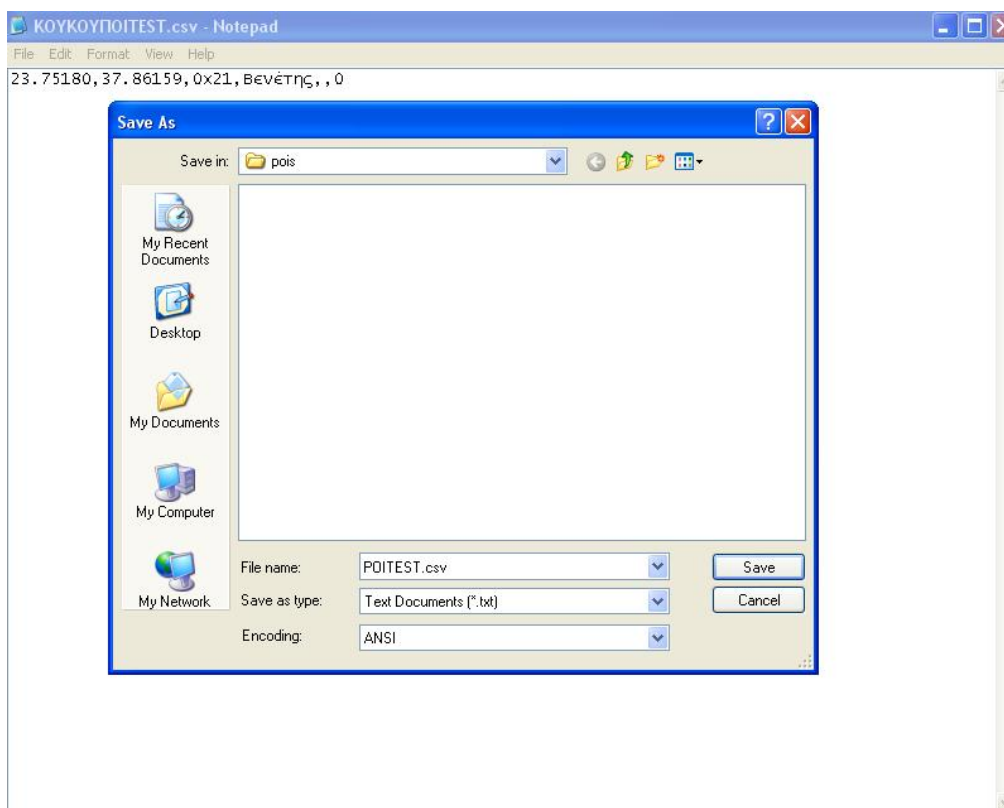 ΚΟΥΚΟΥΠΟΙTEST.csv - Notepad
File Edit Format View Help
23.75180,37.86159,0x21,Βενέτης,,0
Save As
Save in: pois
My Recent Documents
Desktop
My Documents
My Computer
My Network
File name: POITEST.csv
Save
Save as type: Text Documents (*.txt)
Cancel
Encoding: ANSI